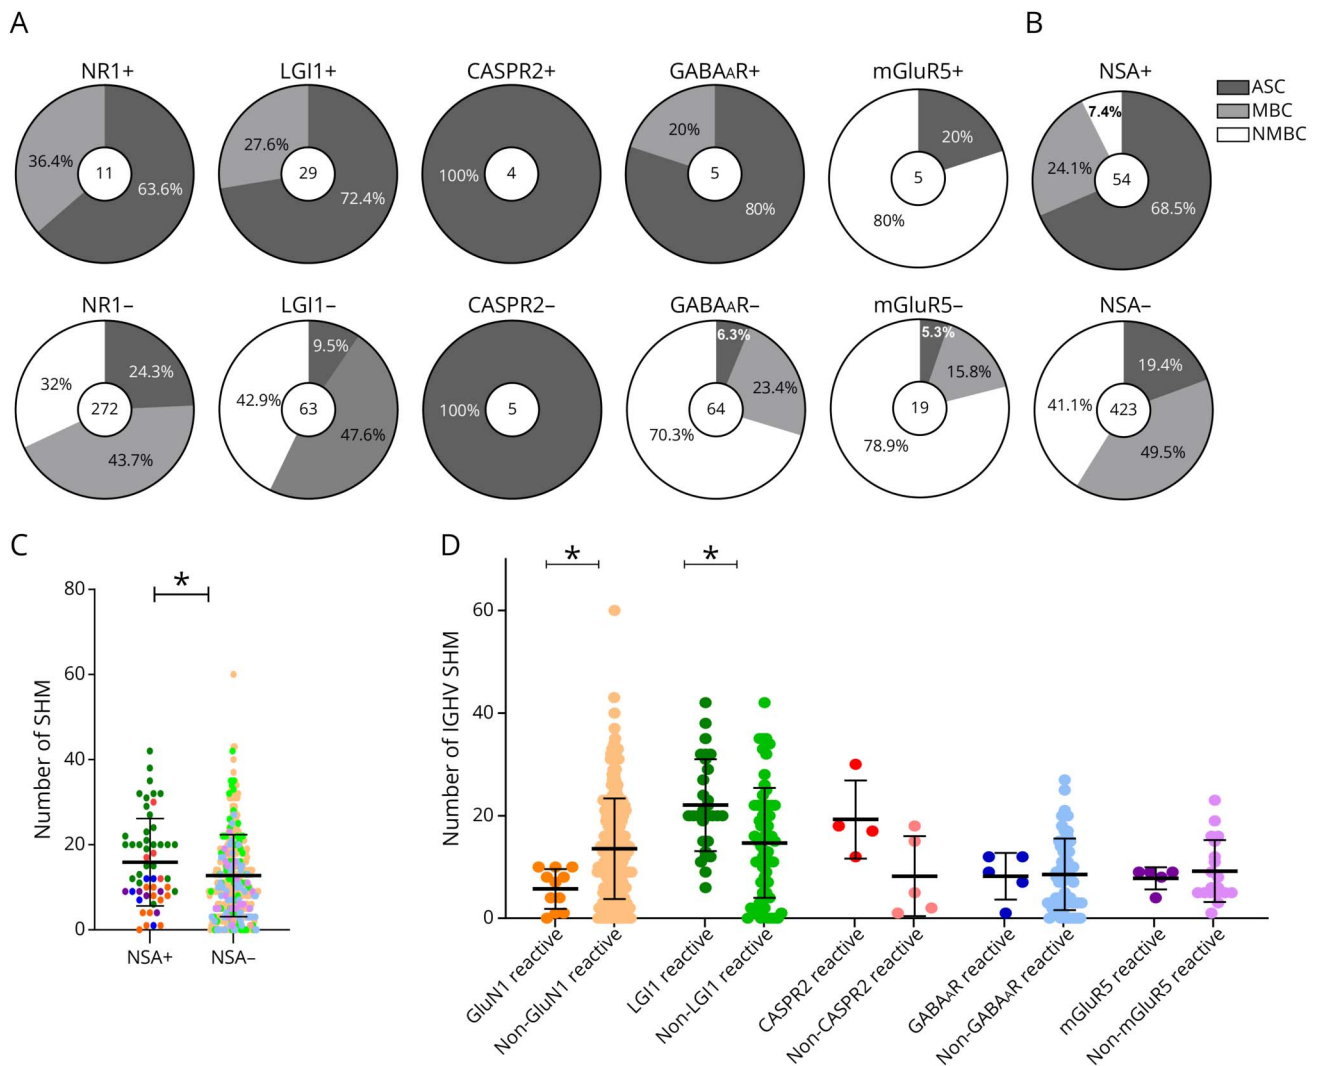 A
B
NR1+
LGI1+
CASPR2+
GABAAR+
mGluR5+
NSA+
ASC
MBC
NMBC
36.4%
11
63.6%
27.6%
29
72.4%
100%
4
20%
5
80%
20%
5
80%
7.4%
24.1%
54
68.5%
NR1–
LGI1–
CASPR2–
GABAAR–
mGluR5–
NSA–
32%
24.3%
272
43.7%
9.5%
42.9%
63
47.6%
100%
5
6.3%
23.4%
64
70.3%
5.3%
15.8%
19
78.9%
19.4%
41.1%
423
49.5%
C
Number of SHM
80
60
40
20
0
*
NSA+
NSA–
D
Number of IGHV SHM
60
40
20
0
*
*
GluN1 reactive
Non-GluN1 reactive
LGI1 reactive
Non-LGI1 reactive
CASPR2 reactive
Non-CASPR2 reactive
GABAAR reactive
Non-GABAAR reactive
mGluR5 reactive
Non-mGluR5 reactive